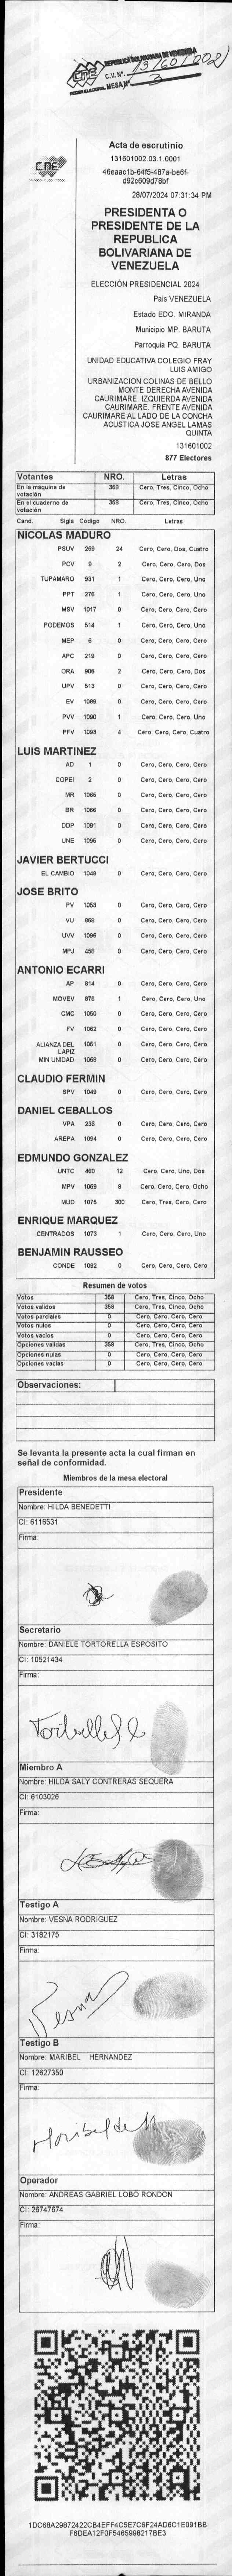 CNE
REPUBLICA BOLIVARIANA DE VENEZUELA
C.V. Nº 131601002
PODER ELECTORAL MESA Nº 3
CNE
Acta de escrutinio
131601002.03.1.0001
46eaac1b-64f5-487a-be6f-
d92c609d78bf
28/07/2024 07:31:34 PM
PRESIDENTA O
PRESIDENTE DE LA
REPUBLICA
BOLIVARIANA DE
VENEZUELA
ELECCIÓN PRESIDENCIAL 2024
Pais VENEZUELA
Estado EDO. MIRANDA
Municipio MP. BARUTA
Parroquia PQ. BARUTA
UNIDAD EDUCATIVA COLEGIO FRAY
LUIS AMIGO
URBANIZACION COLINAS DE BELLO
MONTE DERECHA AVENIDA
CAURIMARE. IZQUIERDA AVENIDA
CAURIMARE. FRENTE AVENIDA
CAURIMARE AL LADO DE LA CONCHA
ACUSTICA JOSE ANGEL LAMAS
QUINTA
131601002
877 Electores
Votantes NRO. Letras
En la máquina de votación 358 Cero, Tres, Cinco, Ocho
En el cuaderno de votación 358 Cero, Tres, Cinco, Ocho
Cand. Sigla Código NRO. Letras
NICOLAS MADURO
PSUV 269 24 Cero, Cero, Dos, Cuatro
PCV 9 2 Cero, Cero, Cero, Dos
TUPAMARO 931 1 Cero, Cero, Cero, Uno
PPT 276 1 Cero, Cero, Cero, Uno
MSV 1017 0 Cero, Cero, Cero, Cero
PODEMOS 514 1 Cero, Cero, Cero, Uno
MEP 6 0 Cero, Cero, Cero, Cero
APC 219 0 Cero, Cero, Cero, Cero
ORA 906 2 Cero, Cero, Cero, Dos
UPV 513 0 Cero, Cero, Cero, Cero
EV 1089 0 Cero, Cero, Cero, Cero
PVV 1090 1 Cero, Cero, Cero, Uno
PFV 1093 4 Cero, Cero, Cero, Cuatro
LUIS MARTINEZ
AD 1 0 Cero, Cero, Cero, Cero
COPEI 2 0 Cero, Cero, Cero, Cero
MR 1065 0 Cero, Cero, Cero, Cero
BR 1066 0 Cero, Cero, Cero, Cero
DDP 1091 0 Cero, Cero, Cero, Cero
UNE 1095 0 Cero, Cero, Cero, Cero
JAVIER BERTUCCI
EL CAMBIO 1048 0 Cero, Cero, Cero, Cero
JOSE BRITO
PV 1053 0 Cero, Cero, Cero, Cero
VU 868 0 Cero, Cero, Cero, Cero
UVV 1096 0 Cero, Cero, Cero, Cero
MPJ 458 0 Cero, Cero, Cero, Cero
ANTONIO ECARRI
AP 814 0 Cero, Cero, Cero, Cero
MOVEV 878 1 Cero, Cero, Cero, Uno
CMC 1050 0 Cero, Cero, Cero, Cero
FV 1062 0 Cero, Cero, Cero, Cero
ALIANZA DEL LAPIZ 1051 0 Cero, Cero, Cero, Cero
MIN UNIDAD 1058 0 Cero, Cero, Cero, Cero
CLAUDIO FERMIN
SPV 1049 0 Cero, Cero, Cero, Cero
DANIEL CEBALLOS
VPA 236 0 Cero, Cero, Cero, Cero
AREPA 1094 0 Cero, Cero, Cero, Cero
EDMUNDO GONZALEZ
UNTC 460 12 Cero, Cero, Uno, Dos
MPV 1069 8 Cero, Cero, Cero, Ocho
MUD 1075 300 Cero, Tres, Cero, Cero
ENRIQUE MARQUEZ
CENTRADOS 1073 1 Cero, Cero, Cero, Uno
BENJAMIN RAUSSEO
CONDE 1092 0 Cero, Cero, Cero, Cero
Resumen de votos
Votos 358 Cero, Tres, Cinco, Ocho
Votos validos 358 Cero, Tres, Cinco, Ocho
Votos parciales 0 Cero, Cero, Cero, Cero
Votos nulos 0 Cero, Cero, Cero, Cero
Votos vacios 0 Cero, Cero, Cero, Cero
Opciones validas 358 Cero, Tres, Cinco, Ocho
Opciones nulas 0 Cero, Cero, Cero, Cero
Opciones vacias 0 Cero, Cero, Cero, Cero
Observaciones:
Se levanta la presente acta la cual firman en
señal de conformidad.
Miembros de la mesa electoral
Presidente
Nombre: HILDA BENEDETTI
CI: 6116531
Firma:
Secretario
Nombre: DANIELE TORTORELLA ESPOSITO
CI: 10521434
Firma:
Miembro A
Nombre: HILDA SALY CONTRERAS SEQUERA
CI: 6103026
Firma:
Testigo A
Nombre: VESNA RODRIGUEZ
CI: 3182175
Firma:
Vesna
Testigo B
Nombre: MARIBEL HERNANDEZ
CI: 12627350
Firma:
Maribel de H
Operador
Nombre: ANDREAS GABRIEL LOBO RONDON
CI: 26747674
Firma:
1DC68A29872422CB4EFF4C5E7C6F24AD6C1E091BB
F6DEA12F0F5465998217BE3